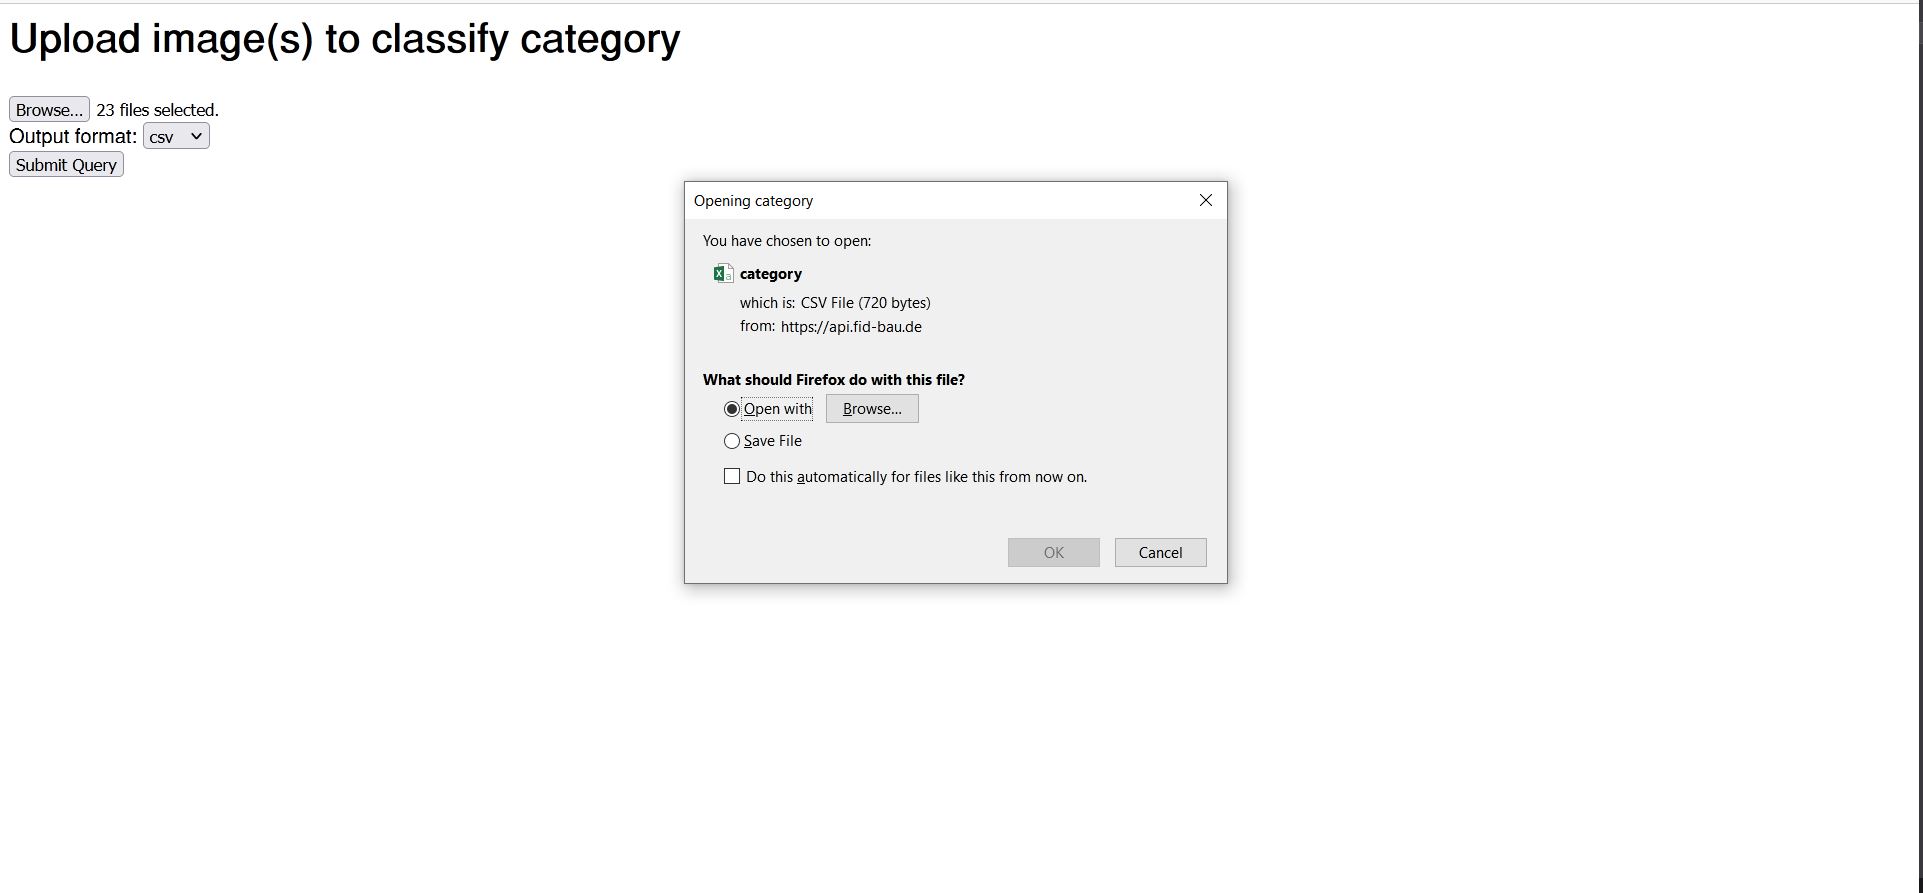 Upload image(s) to classify category
Browse... 23 files selected.
Output format: csv
Submit Query
Opening category
You have chosen to open:
category
which is: CSV File (720 bytes)
from: https://api.fid-bau.de
What should Firefox do with this file?
Open with Browse...
Save File
Do this automatically for files like this from now on.
OK Cancel